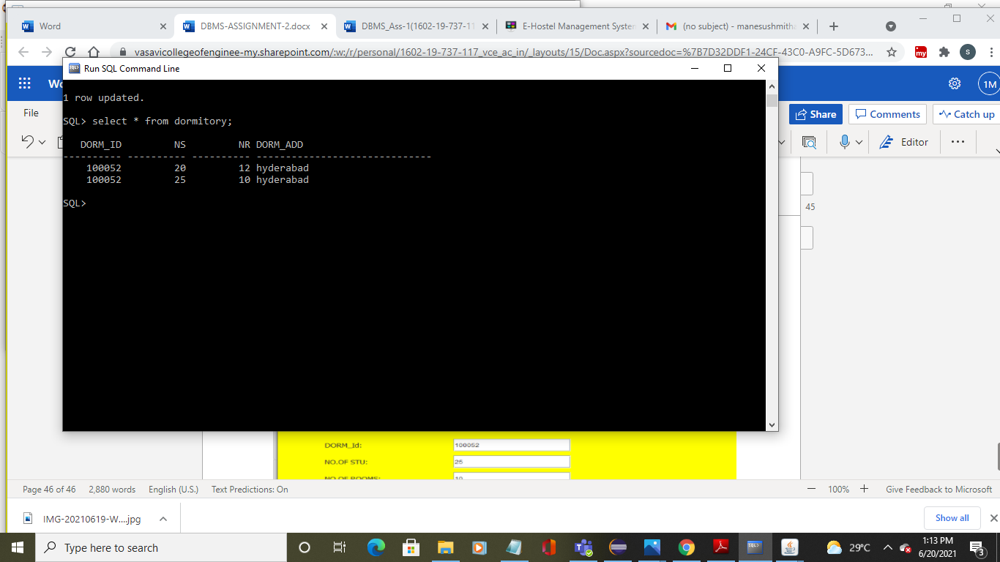 Word
DBMS-ASSIGNMENT-2.docx
DBMS_Ass-1(1602-19-737-11
E-Hostel Management System
(no subject) - manesushmith
vasavicollegeofenginee-my.sharepoint.com/:w:/r/personal/1602-19-737-117_vce_ac_in/_layouts/15/Doc.aspx?sourcedoc=%7B7D32DDF1-24CF-43C0-A9FC-5D673...
my
S
Run SQL Command Line
1M
1 row updated.
File
Share
Comments
Catch up
SQL> select * from dormitory;
Editor
DORM_ID NS NR DORM_ADD
---------- ---------- ---------- ------------------------------
100052 20 12 hyderabad
100052 25 10 hyderabad
SQL>
45
DORM_Id: 100052
NO.OF STU: 25
NO.OF ROOMS: 10
Page 46 of 46 2,880 words English (U.S.) Text Predictions: On 100% Give Feedback to Microsoft
IMG-20210619-W....jpg
Show all
Type here to search
29°C
1:13 PM
6/20/2021
3